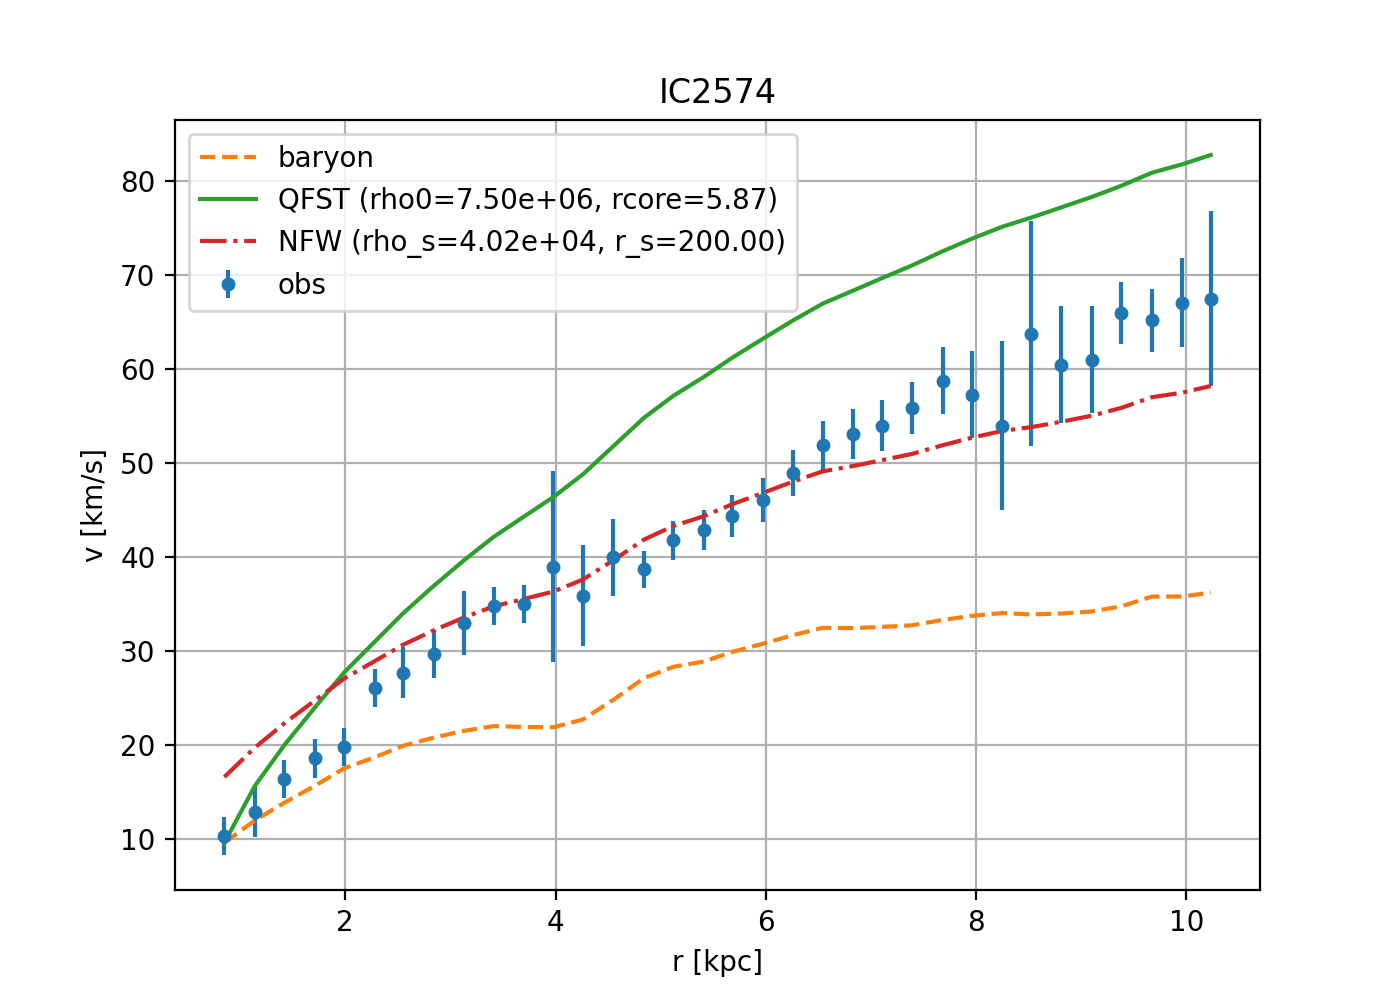 IC2574
baryon
QFST (rho0=7.50e+06, rcore=5.87)
NFW (rho_s=4.02e+04, r_s=200.00)
obs
80
70
60
50
40
30
20
10
v [km/s]
2 4 6 8 10
r [kpc]